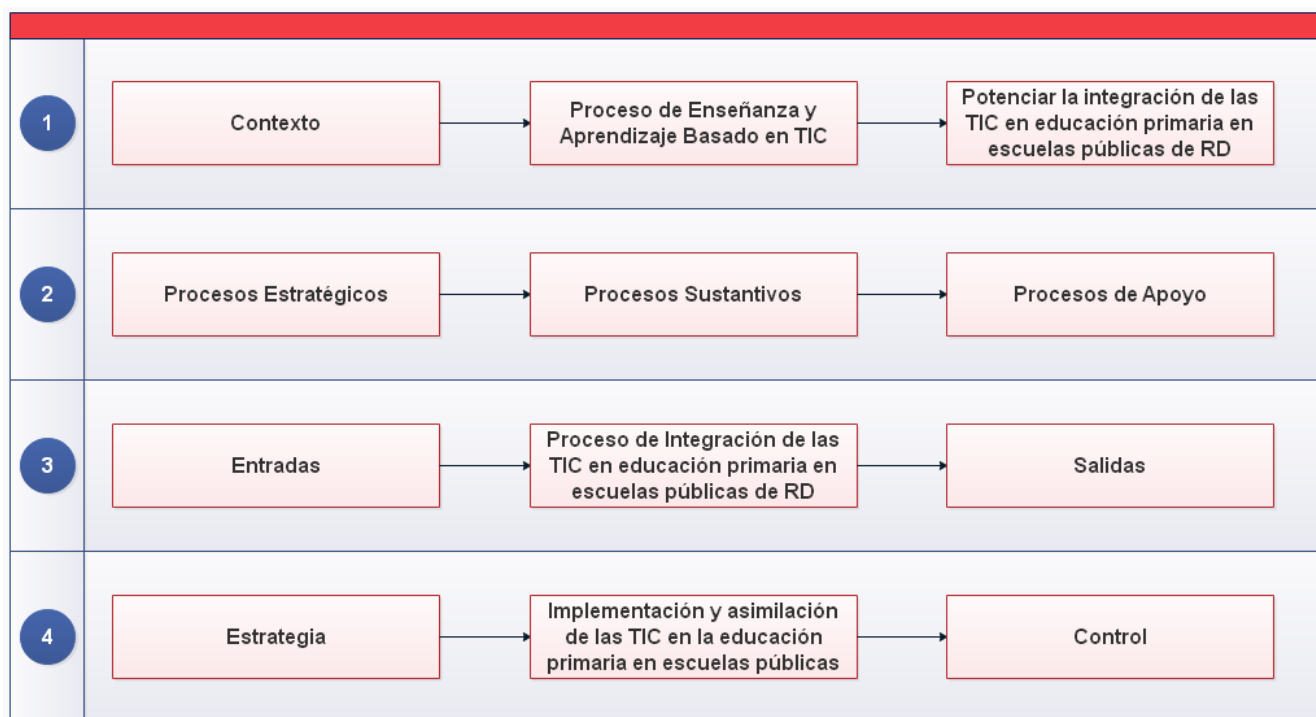 1
Contexto
Proceso de Enseñanza y
Aprendizaje Basado en TIC
Potenciar la integración de las
TIC en educación primaria en
escuelas públicas de RD
2
Procesos Estratégicos
Procesos Sustantivos
Procesos de Apoyo
3
Entradas
Proceso de Integración de las
TIC en educación primaria en
escuelas públicas de RD
Salidas
4
Estrategia
Implementación y asimilación
de las TIC en la educación
primaria en escuelas públicas
Control